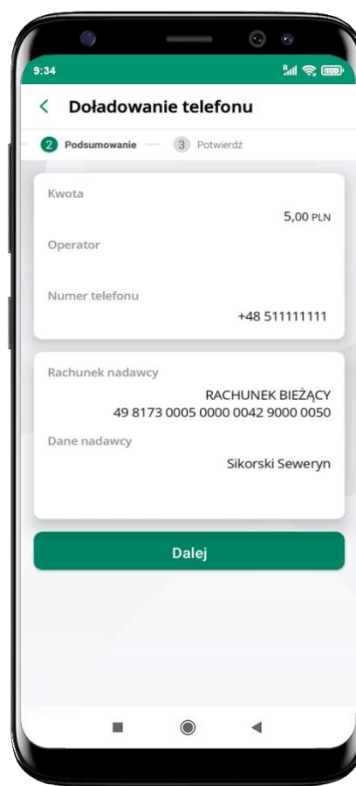 9:34
Doładowanie telefonu
2 Podsumowanie
3 Potwierdź
Kwota
5,00 PLN
Operator
Numer telefonu
+48 511111111
Rachunek nadawcy
RACHUNEK BIEŻĄCY
49 8173 0005 0000 0042 9000 0050
Dane nadawcy
Sikorski Seweryn
Dalej